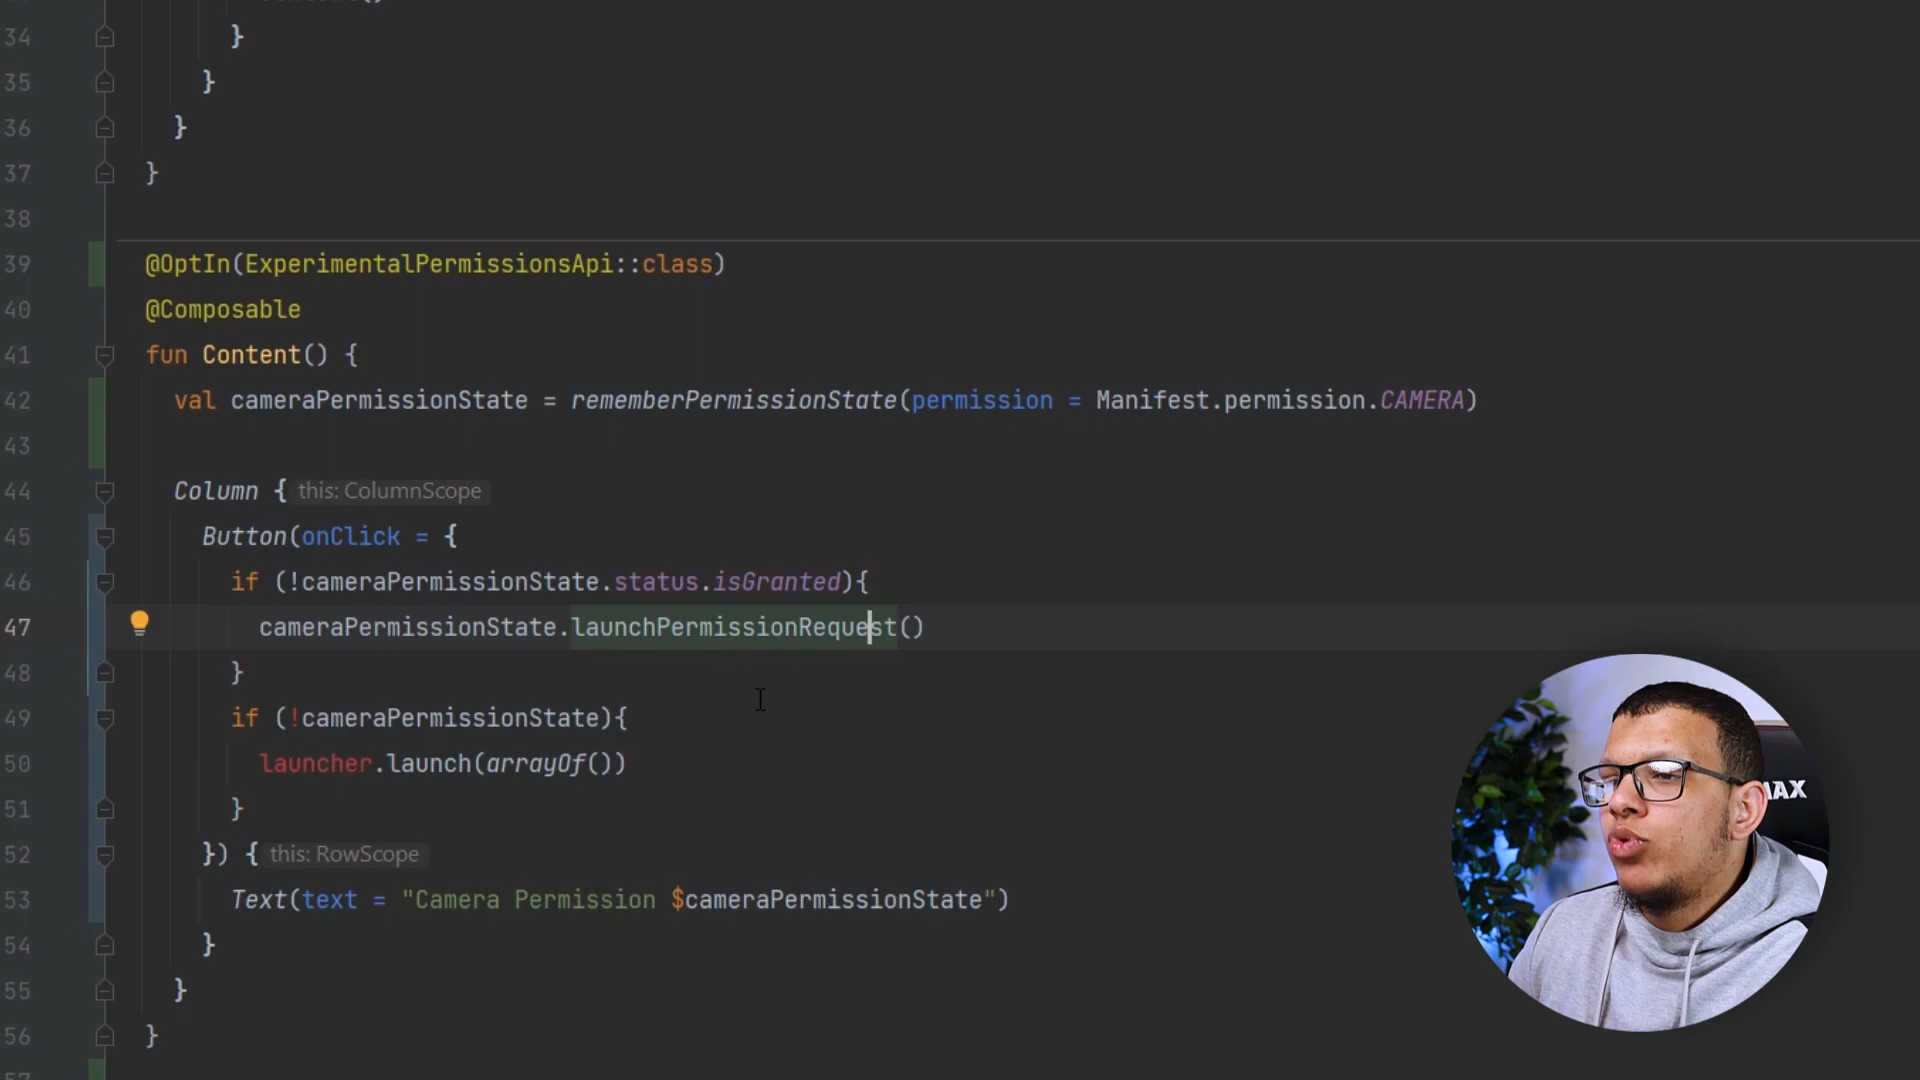 34 }
35 }
36 }
37 }
38
39 @OptIn(ExperimentalPermissionsApi::class)
40 @Composable
41 fun Content() {
42 val cameraPermissionState = rememberPermissionState(permission = Manifest.permission.CAMERA)
43
44 Column { this: ColumnScope
45 Button(onClick = {
46 if (!cameraPermissionState.status.isGranted){
47 cameraPermissionState.launchPermissionRequest()
48 }
49 if (!cameraPermissionState){
50 launcher.launch(arrayOf())
51 }
52 }) { this: RowScope
53 Text(text = "Camera Permission $cameraPermissionState")
54 }
55 }
56 }
57
MAX